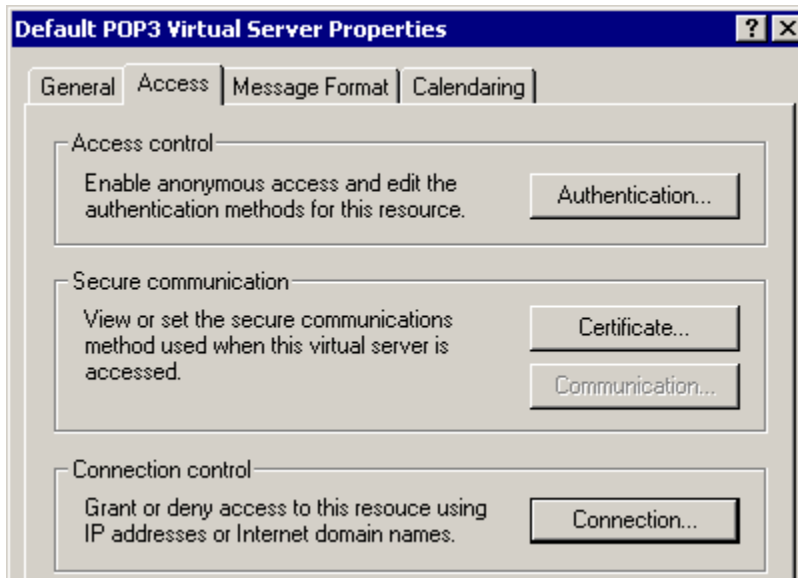 Default POP3 Virtual Server Properties
General Access Message Format Calendaring
Access control
Enable anonymous access and edit the
authentication methods for this resource.
Authentication...
Secure communication
View or set the secure communications
method used when this virtual server is
accessed.
Certificate...
Communication...
Connection control
Grant or deny access to this resouce using
IP addresses or Internet domain names.
Connection...